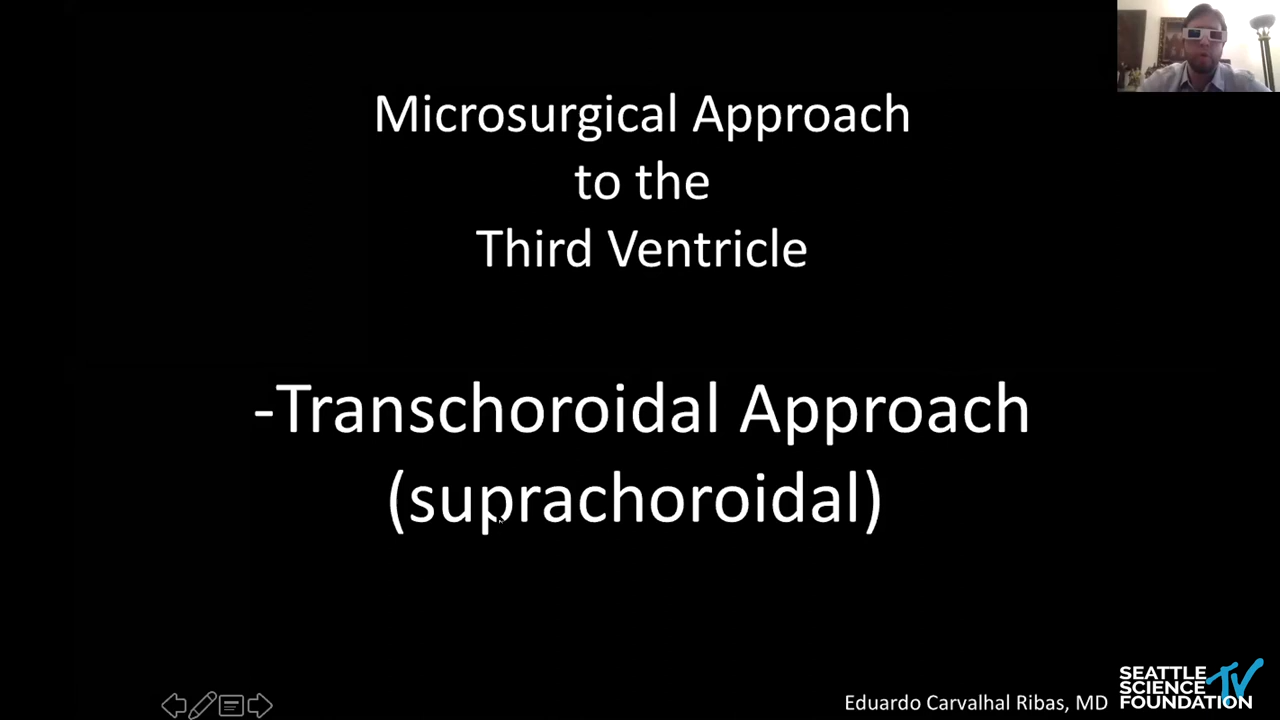 Microsurgical Approach
to the
Third Ventricle
-Transchoroidal Approach
(suprachoroidal)
Eduardo Carvalhal Ribas, MD
SEATTLE
SCIENCE
FOUNDATION
TV